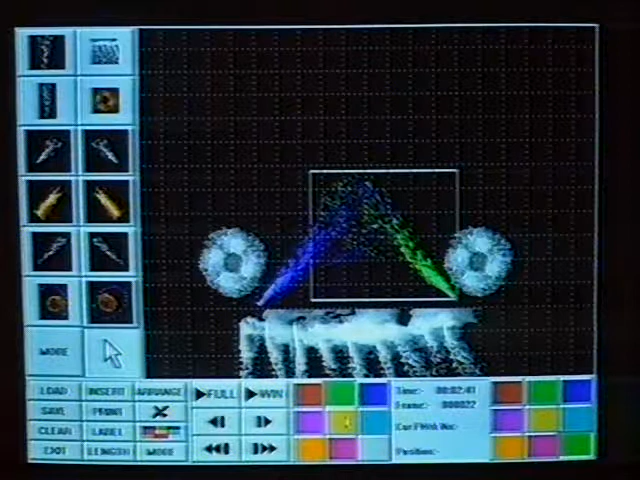 MODE
LOAD INSERT ARRANGE ▶FULL ▶WIN
SAVE PRINT
CLEAR LABEL
EXIT LENGTH MODE
Time:- 00:02:41
Frame:- 000022
Position:-